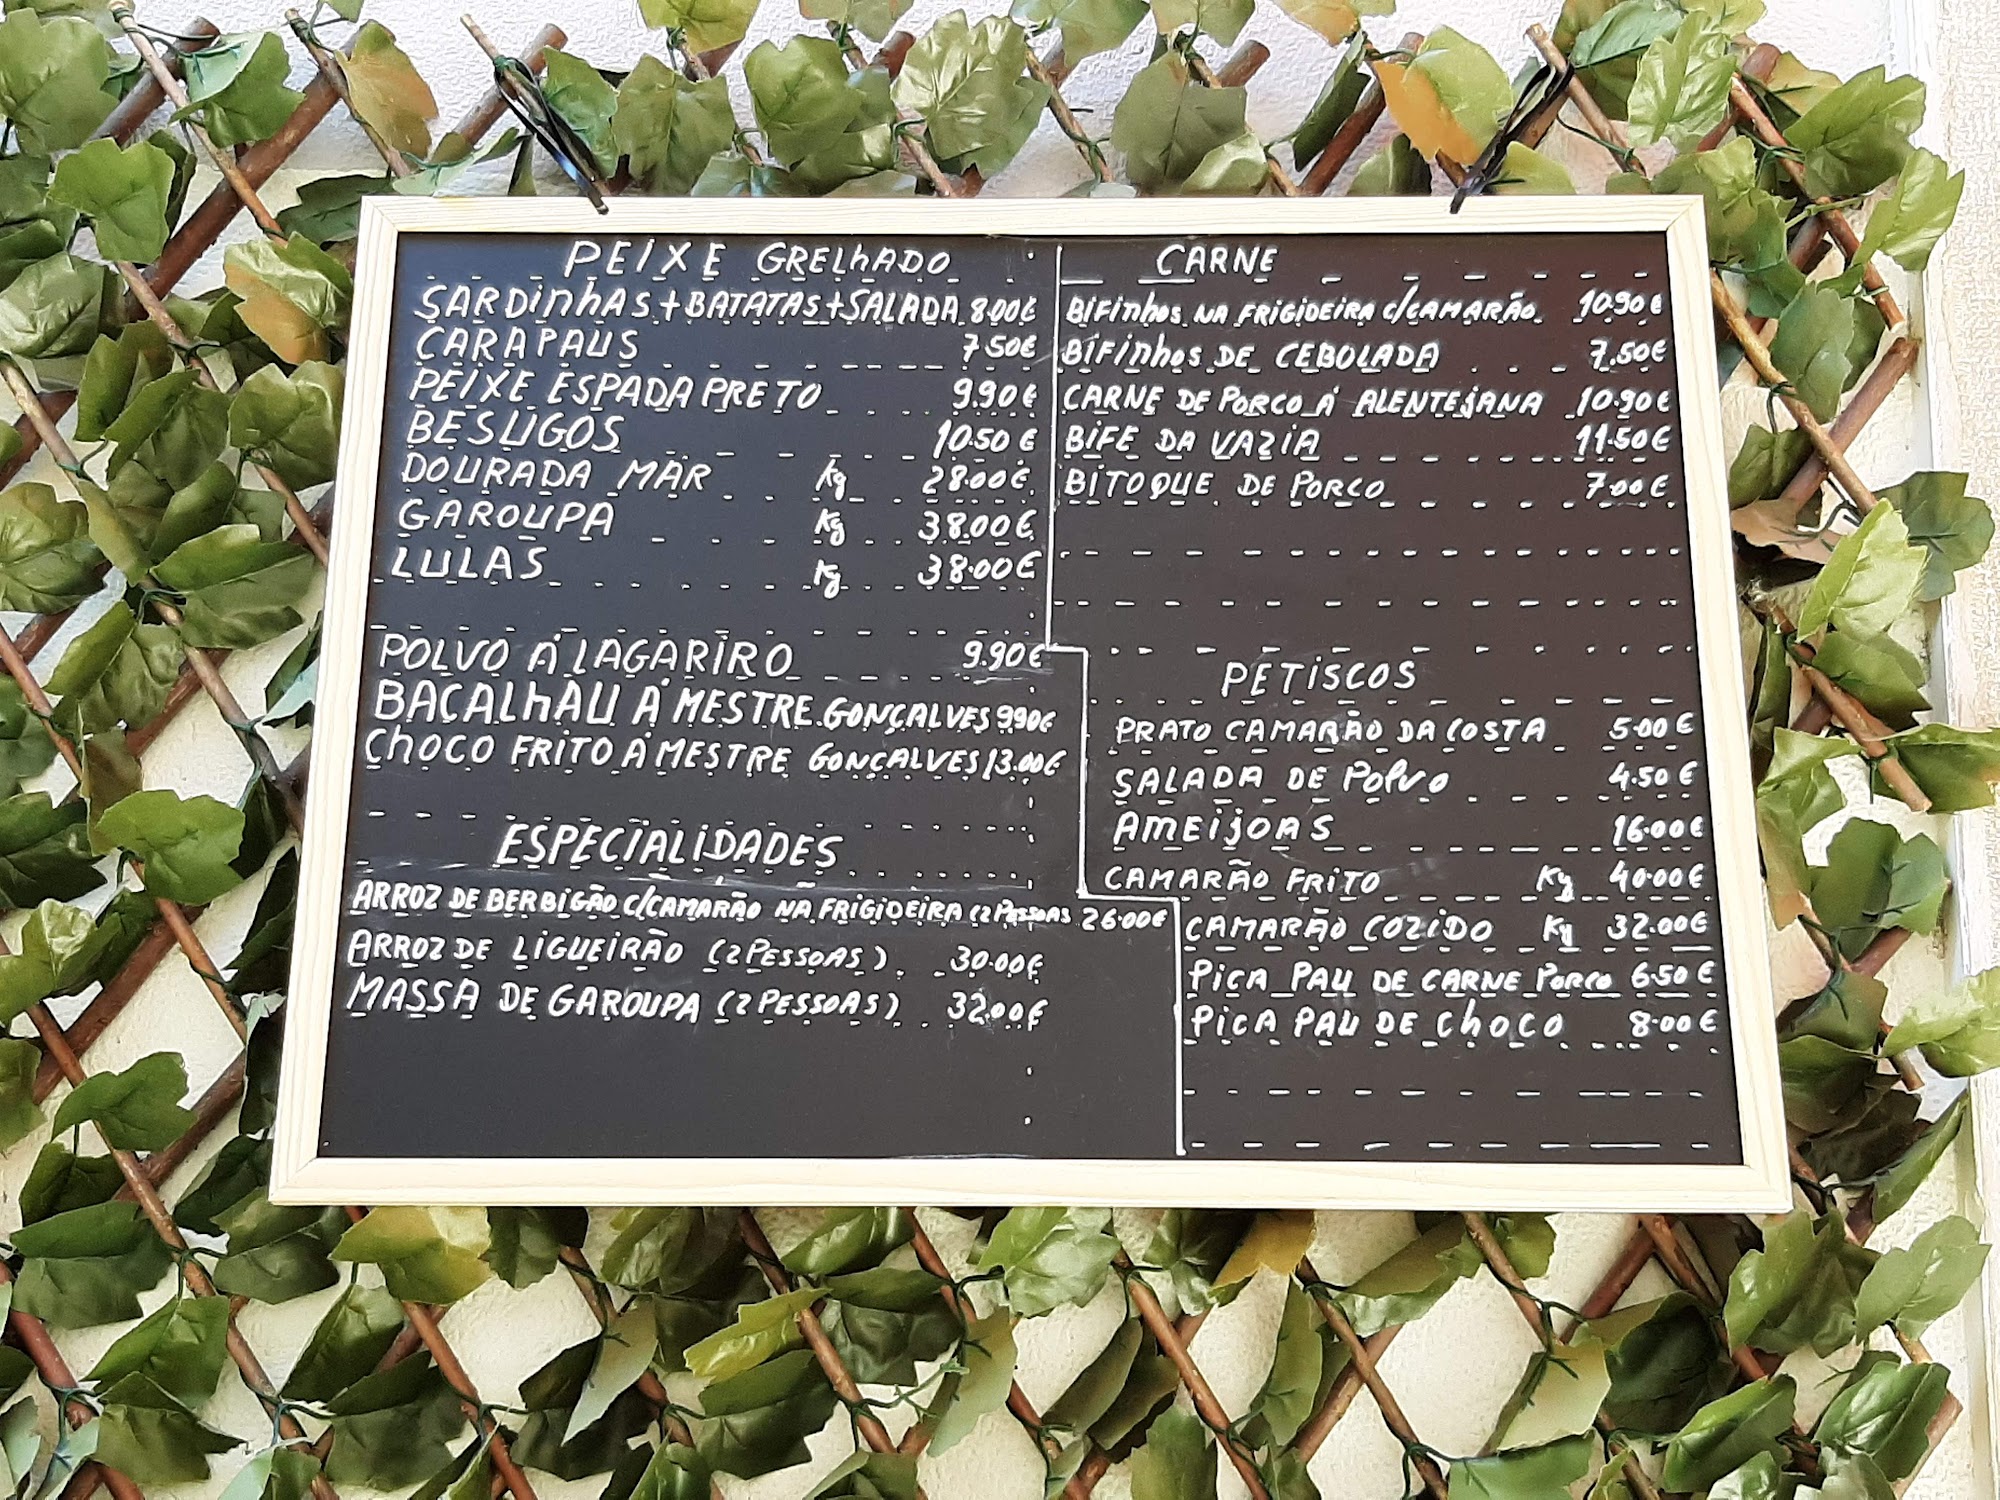 PEIXE GRELHADO
SARDINHAS + BATATAS + SALADA 8.00€
CARAPAUS 7.50€
PEIXE ESPADA PRETO 9.90€
BESUGOS 10.50€
DOURADA MAR Kg 28.00€
GAROUPA Kg 38.00€
LULAS Kg 38.00€
POLVO Á LAGARIRO 9.90€
BACALHAU Á MESTRE GONÇALVES 9.90€
CHOCO FRITO Á MESTRE GONÇALVES 13.00€
ESPECIALIDADES
ARROZ DE BERBIGÃO C/CAMARÃO NA FRIGIDEIRA (2 PESSOAS 26.00€
ARROZ DE LIGUEIRÃO (2 PESSOAS) 30.00€
MASSA DE GAROUPA (2 PESSOAS) 32.00€
CARNE
BIFINHOS NA FRIGIDEIRA C/CAMARÃO 10.90€
BIFINHOS DE CEBOLADA 7.50€
CARNE DE PORCO Á ALENTEJANA 10.90€
BIFE DA VAZIA 11.50€
BITOQUE DE PORCO 7.00€
PETISCOS
PRATO CAMARÃO DA COSTA 5.00€
SALADA DE POLVO 4.50€
AMEIJOAS 16.00€
CAMARÃO FRITO Kg 40.00€
CAMARÃO COZIDO Kg 32.00€
PICA PAU DE CARNE PORCO 6.50€
PICA PAU DE CHOCO 8.00€